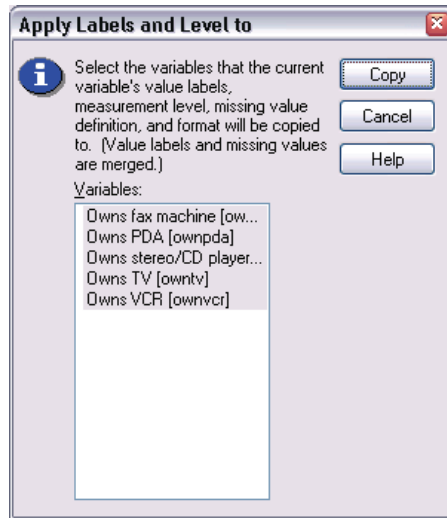 Apply Labels and Level to
Select the variables that the current
variable's value labels,
measurement level, missing value
definition, and format will be copied
to. (Value labels and missing values
are merged.)
Copy
Cancel
Help
Variables:
Owns fax machine [ow...
Owns PDA [ownpda]
Owns stereo/CD player...
Owns TV [owntv]
Owns VCR [ownvcr]